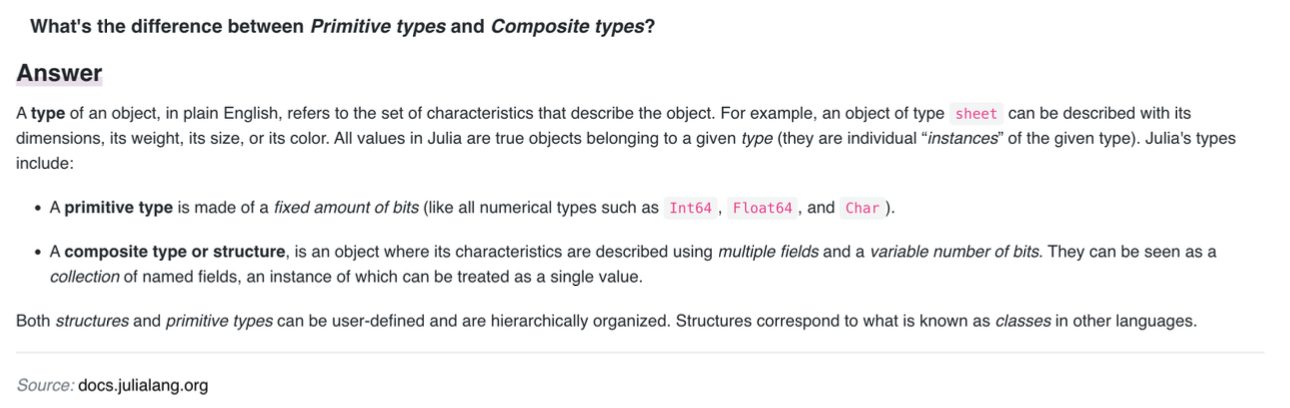 What's the difference between Primitive types and Composite types?
Answer
A type of an object, in plain English, refers to the set of characteristics that describe the object. For example, an object of type sheet can be described with its
dimensions, its weight, its size, or its color. All values in Julia are true objects belonging to a given type (they are individual “instances” of the given type). Julia's types
include:
• A primitive type is made of a fixed amount of bits (like all numerical types such as Int64 , Float64 , and Char ).
• A composite type or structure, is an object where its characteristics are described using multiple fields and a variable number of bits. They can be seen as a
collection of named fields, an instance of which can be treated as a single value.
Both structures and primitive types can be user-defined and are hierarchically organized. Structures correspond to what is known as classes in other languages.
Source: docs.julialang.org